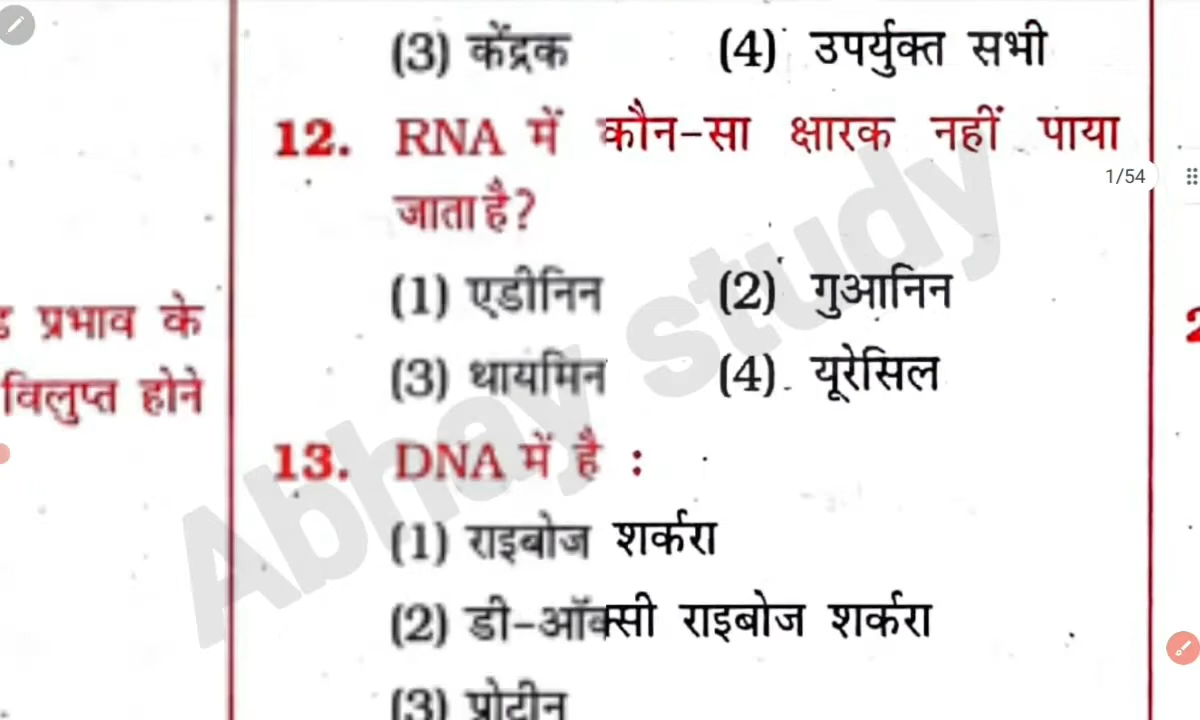 (3) केंद्रक (4) उपर्युक्त सभी
12. RNA में कौन-सा क्षारक नहीं पाया
जाता है?
1/54
(1) एडीनिन (2) गुआनिन
प्रभाव के
(3) थायमिन (4) यूरेसिल
विलुप्त होने
13. DNA में है :
(1) राइबोज शर्करा
(2) डी-ऑक्सी राइबोज शर्करा
(3) प्रोटीन
Abhay study